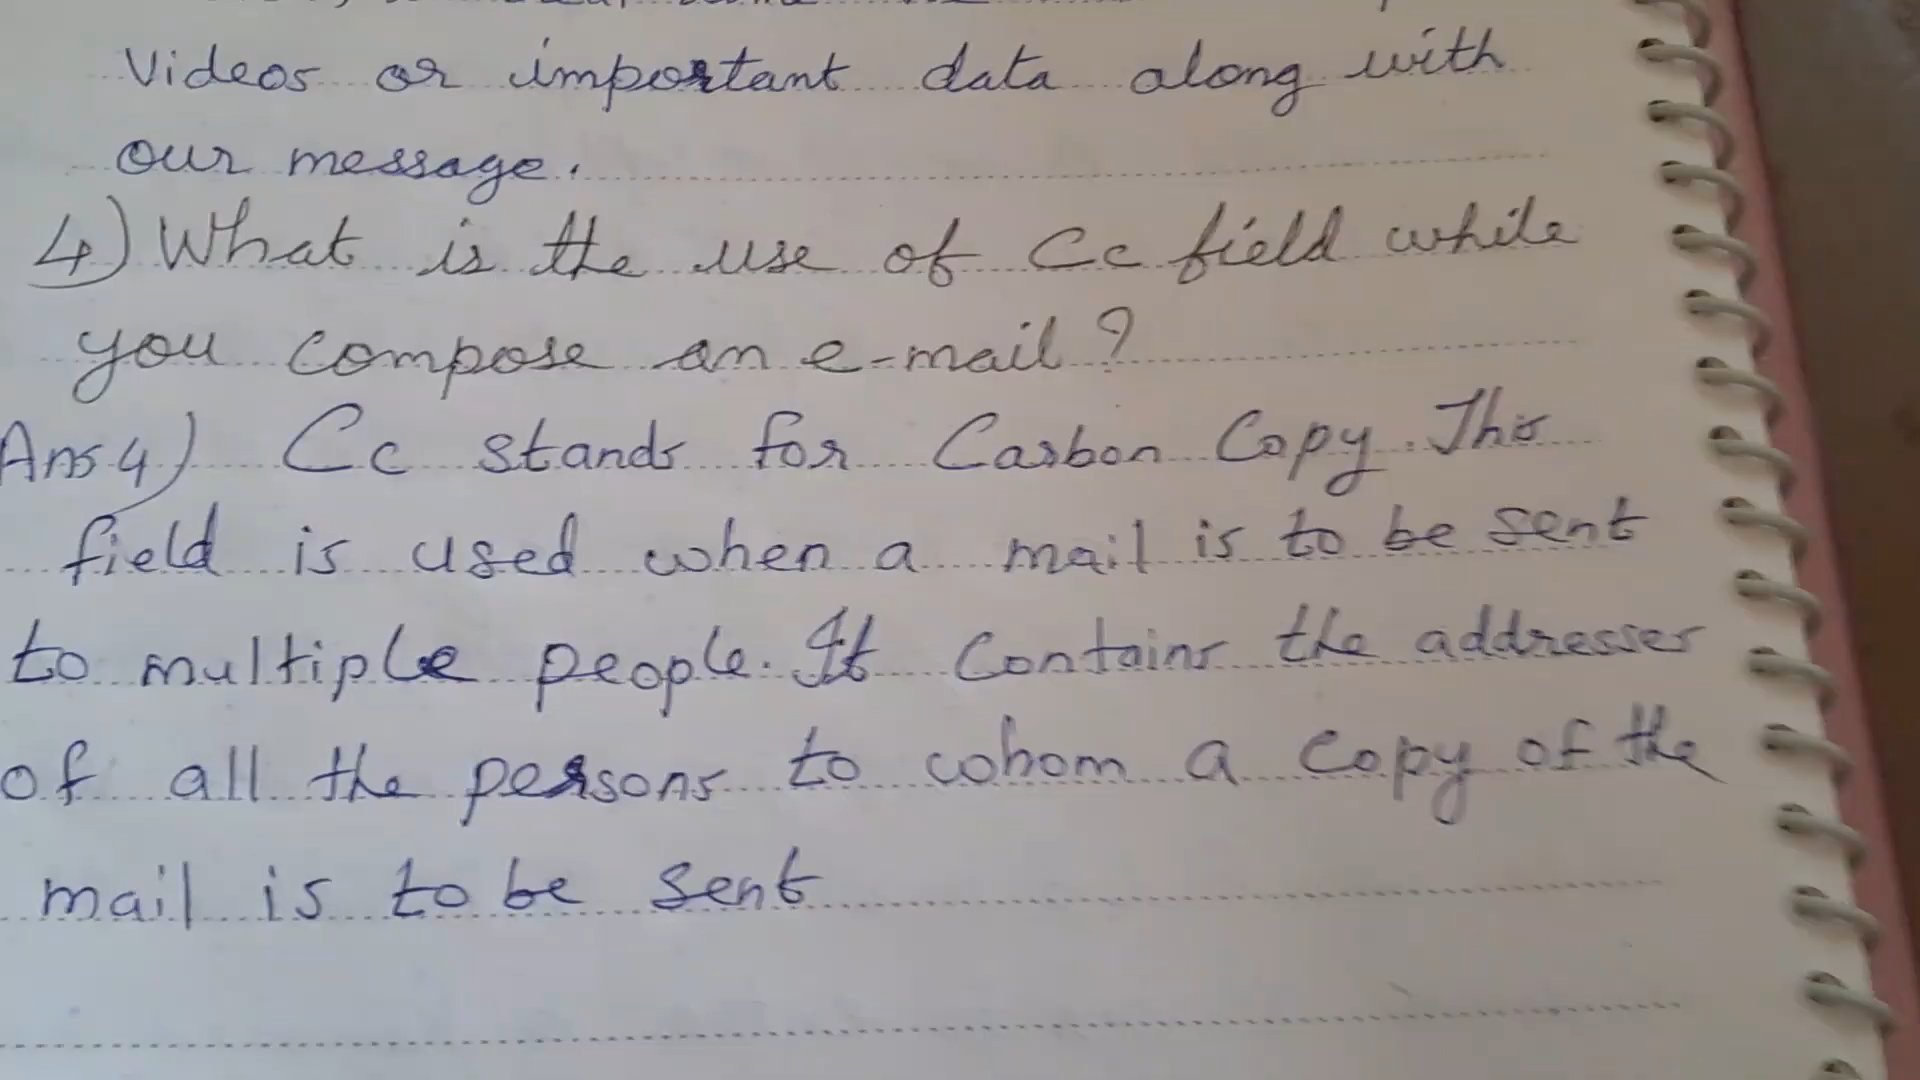 Videos or important data along with
our message.
4) What is the use of Cc field while
you compose an e-mail?
Ans 4) Cc stands for Carbon Copy. This
field is used when a mail is to be sent
to multiple people. It Contains the addresses
of all the persons to whom a Copy of the
mail is to be sent